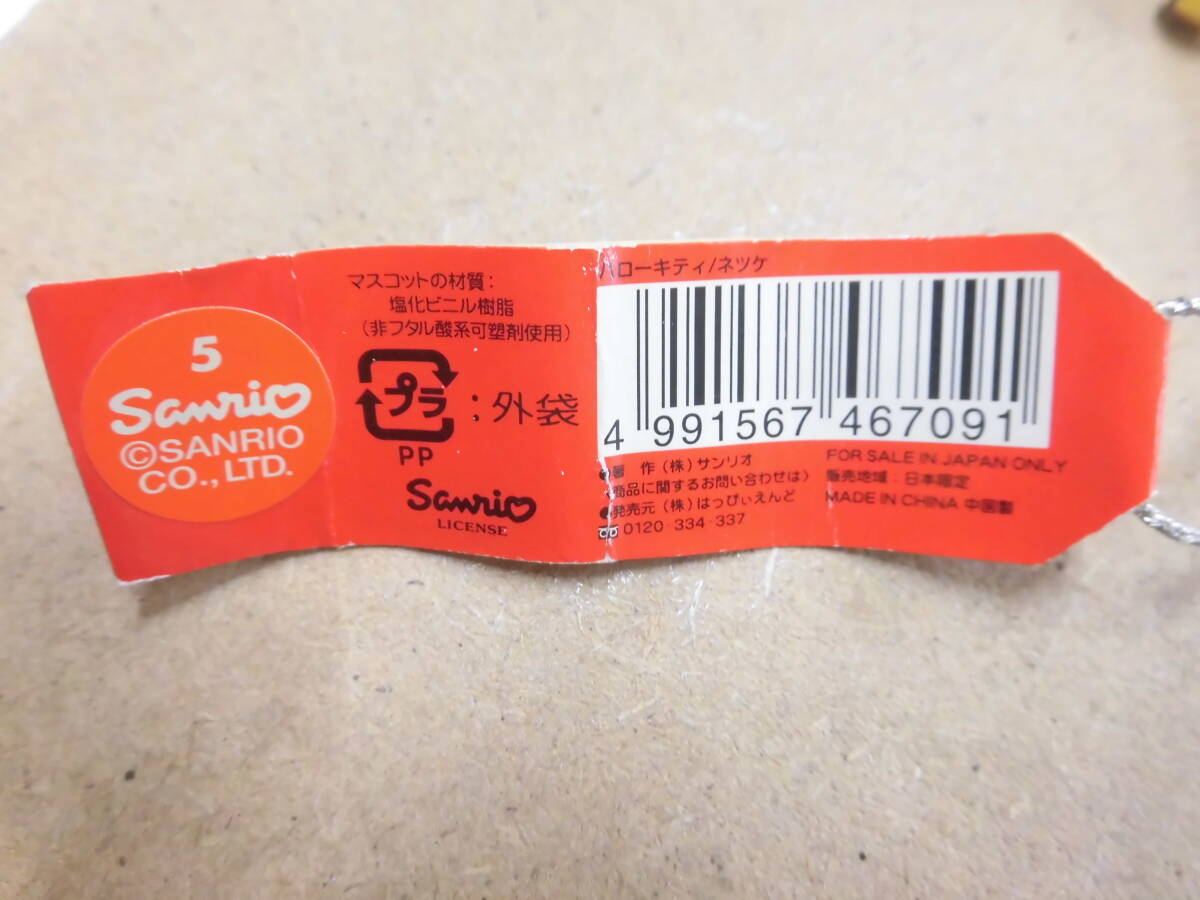 5
Sanrio
©SANRIO
CO., LTD.
マスコットの材質:
塩化ビニル樹脂
(非フタル酸系可塑剤使用)
プラ :外袋
PP
Sanrio
LICENSE
ハローキティ/ネツケ
4 991567 467091
●著 作 (株) サンリオ
(商品に関するお問い合わせは)
●発売元 (株) はっぴぃえんど
0120-334-337
FOR SALE IN JAPAN ONLY
販売地域:日本限定
MADE IN CHINA 中国製